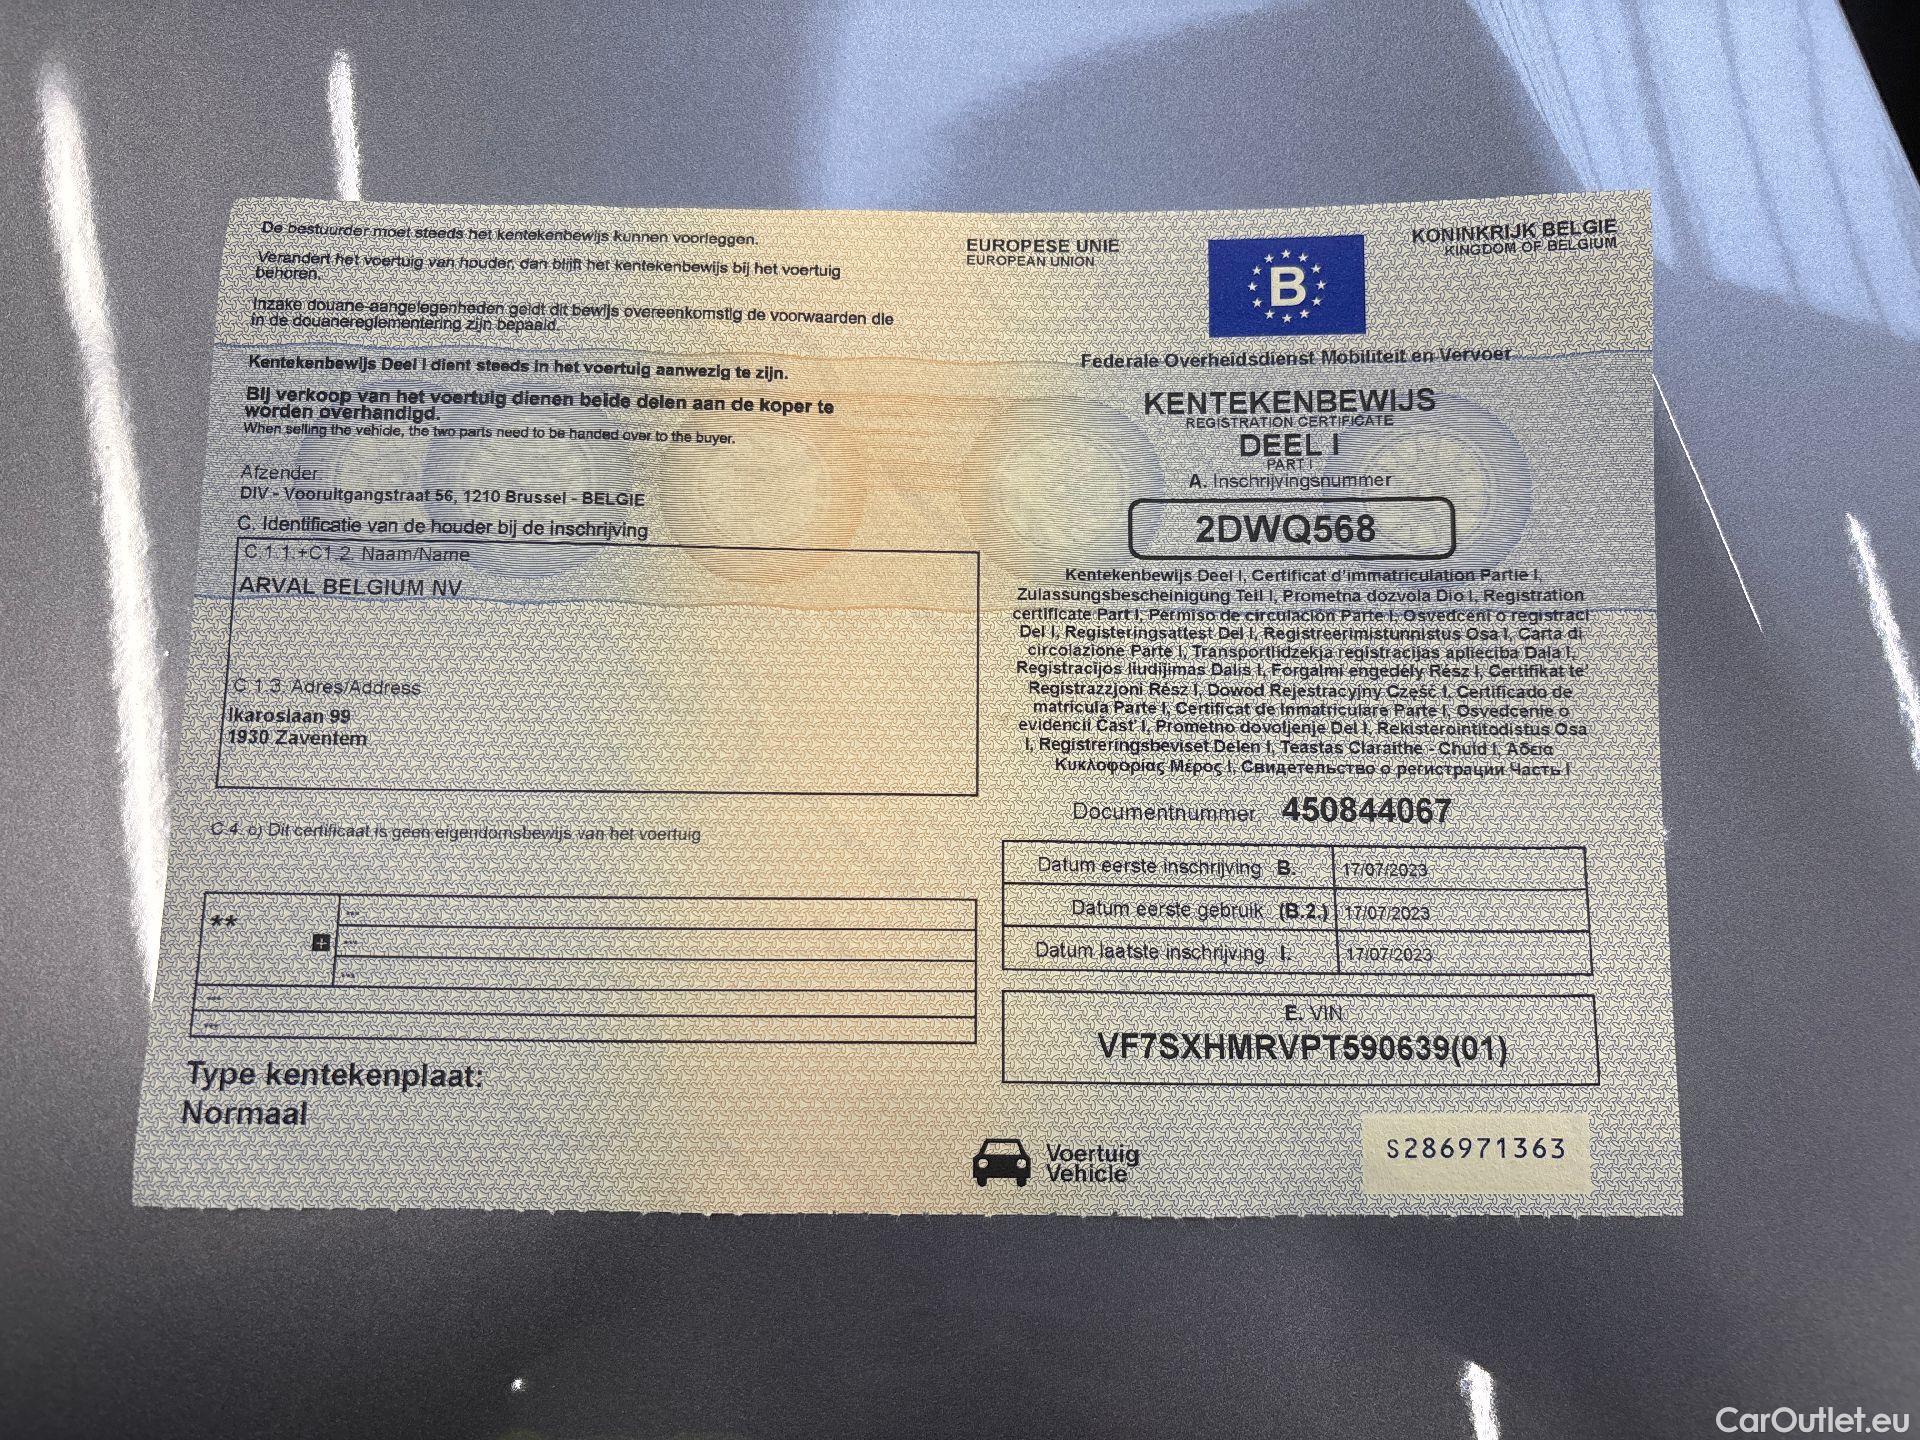 De bestuurder moet steeds het kentekenbewijs kunnen voorleggen.
Verandert het voertuig van houder, dan blijft het kentekenbewijs bij het voertuig
behoren.
Inzake douane-aangelegenheden geldt dit bewijs overeenkomstig de voorwaarden die
in de douanereglementering zijn bepaald.
Kentekenbewijs Deel I dient steeds in het voertuig aanwezig te zijn.
Bij verkoop van het voertuig dienen beide delen aan de koper te
worden overhandigd.
When selling the vehicle, the two parts need to be handed over to the buyer.
Afzender:
DIV - Vooruitgangstraat 56, 1210 Brussel - BELGIE
C. Identificatie van de houder bij de inschrijving
C.1.1.+C1.2. Naam/Name
ARVAL BELGIUM NV
C.1.3. Adres/Address
Ikaroslaan 99
1930 Zaventem
C.4. c) Dit certificaat is geen eigendomsbewijs van het voertuig
**
+
***
***
***
***
***
Type kentekenplaat:
Normaal
EUROPESE UNIE
EUROPEAN UNION
B
KONINKRIJK BELGIE
KINGDOM OF BELGIUM
Federale Overheidsdienst Mobiliteit en Vervoer
KENTEKENBEWIJS
REGISTRATION CERTIFICATE
DEEL I
PART I
A. Inschrijvingsnummer
2DWQ568
Kentekenbewijs Deel I, Certificat d'immatriculation Partie I,
Zulassungsbescheinigung Teil I, Prometna dozvola Dio I, Registration
certificate Part I, Permiso de circulación Parte I, Osvedceni o registraci
Del I, Registeringsattest Del I, Registreerimistunnistus Osa I, Carta di
circolazione Parte I, Transportlidzekja registracijas aplieciba Dala I,
Registracijos liudijimas Dalis I, Forgalmi engedély Rész I, Certifikat te'
Registrazzjoni Rész I, Dowod Rejestracyjny Część I, Certificado de
matricula Parte I, Certificat de Inmatriculare Parte I, Osvedcenie o
evidencii Čast' I, Prometno dovoljenje Del I, Rekisterointitodistus Osa
I, Registreringsbeviset Delen I, Teastas Claraithe - Chuid I, Άδεια
Κυκλοφορίας Μέρος I, Свидетельство о регистрации Часть I
Documentnummer 450844067
Datum eerste inschrijving B. 17/07/2023
Datum eerste gebruik (B.2.) 17/07/2023
Datum laatste inschrijving I. 17/07/2023
E. VIN
VF7SXHMRVPT590639(01)
Voertuig
Vehicle
S286971363
CarOutlet.eu